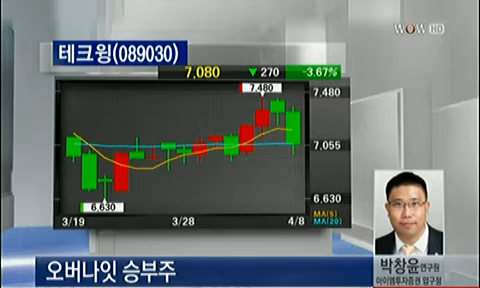 테크윙(089030)
WOW HD
7,080 ▼ 270 -3.67%
7,480
7,480
7,055
6,630
6,630
3/19 3/28 4/8
MA(5)
MA(20)
박창윤 연구원
아이엠투자증권 압구정
오버나잇 승부주